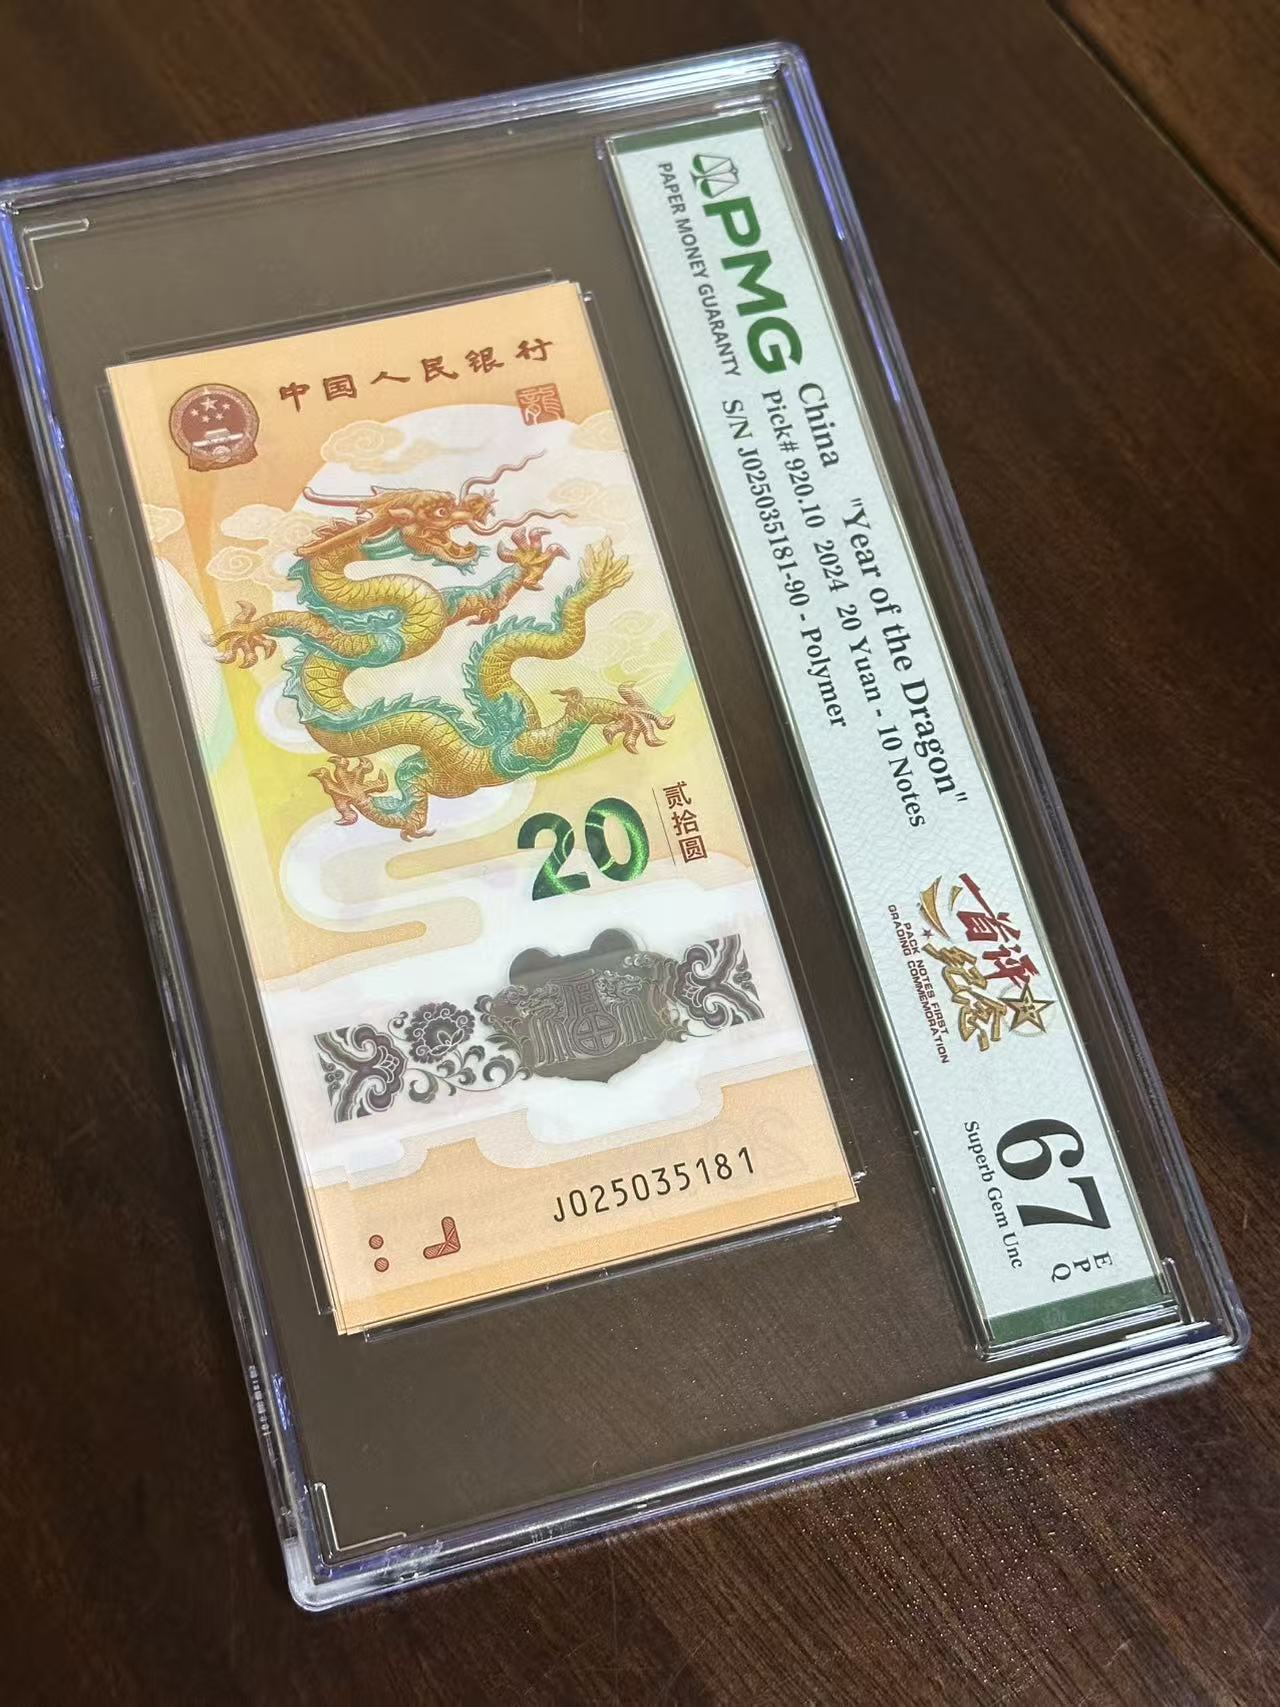 中国人民银行
龍
20
贰拾圆
J025035181
PMG
PAPER MONEY GUARANTY
China "Year of the Dragon"
Pick# 920.10 2024 20 Yuan - 10 Notes
S/N J025035181-90 - Polymer
首评
纪念
PACK NOTES FIRST
GRADING COMMEMORATION
67
EPQ
Superb Gem Unc